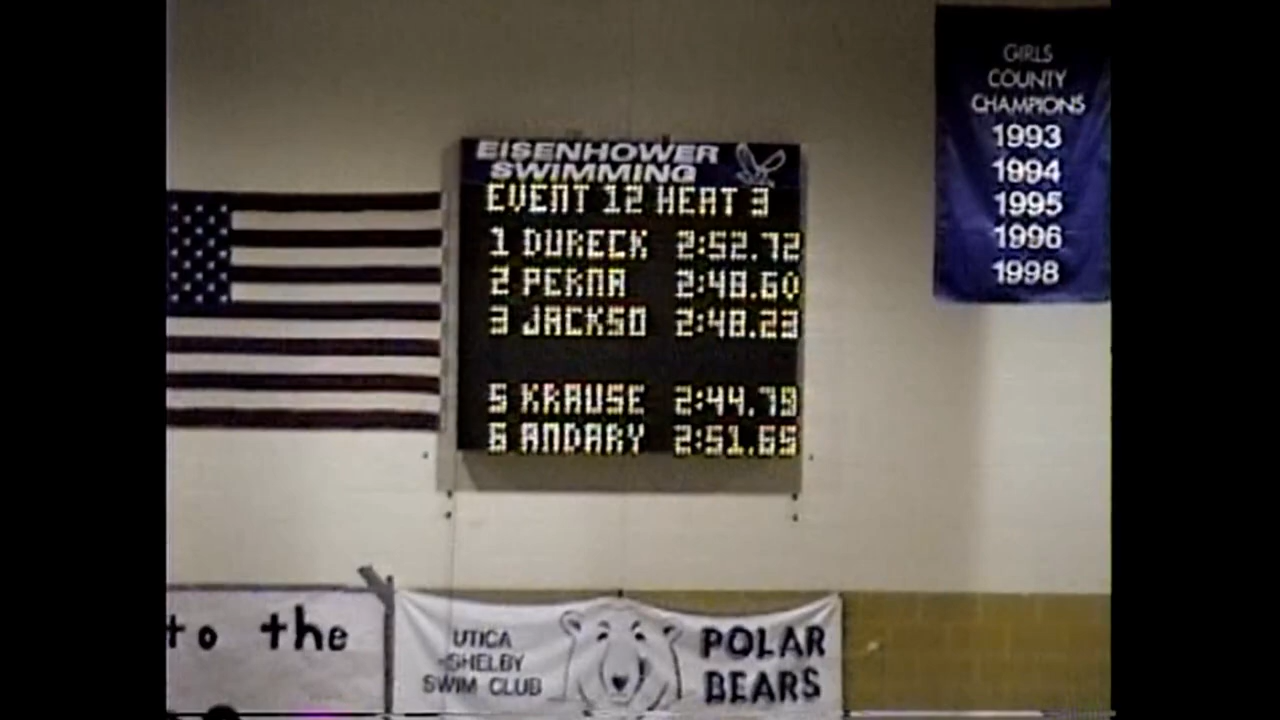 EISENHOWER
SWIMMING
EVENT 12 HEAT 3
1 DURECK 2:52.72
2 PERNA 2:48.60
3 JACKSO 2:48.23
5 KRAUSE 2:44.79
6 ANDARY 2:51.65
GIRLS
COUNTY
CHAMPIONS
1993
1994
1995
1996
1998
to the
UTICA
SHELBY
SWIM CLUB
POLAR
BEARS